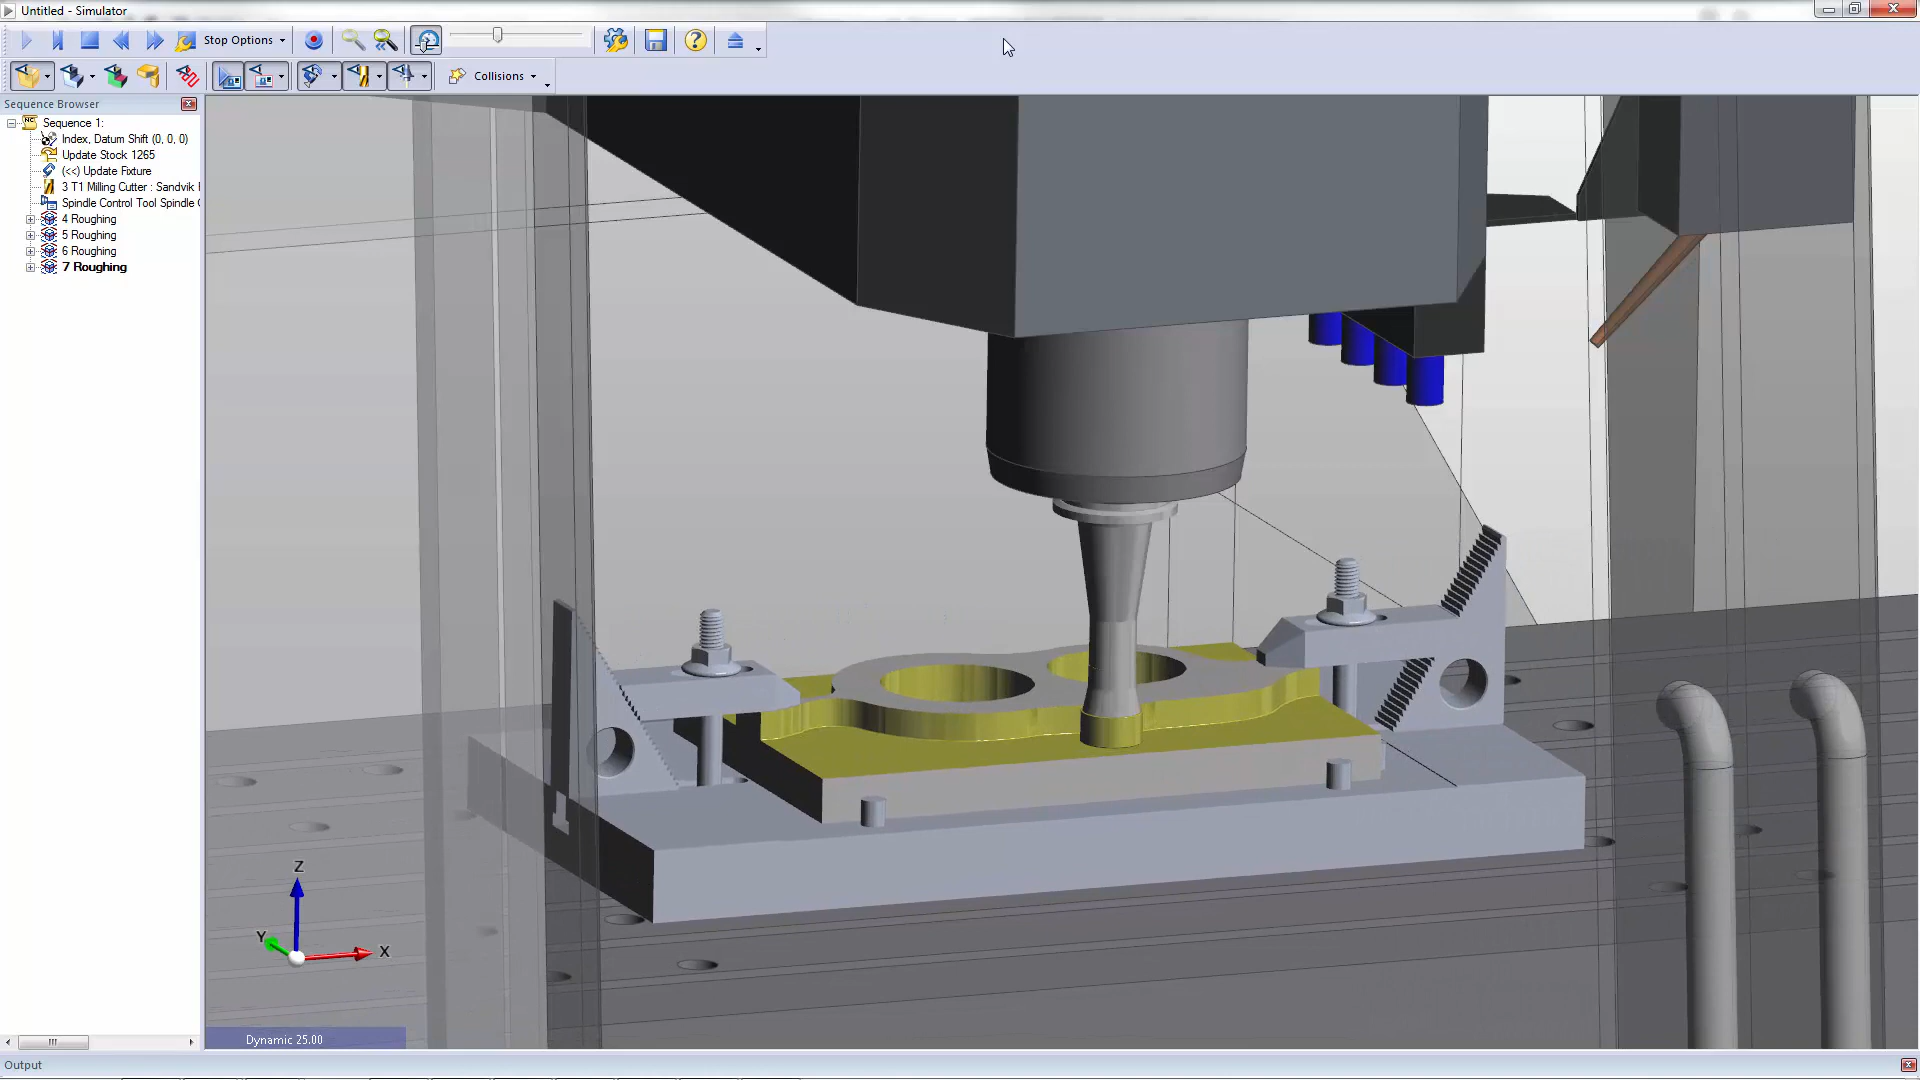 Untitled - Simulator
Stop Options
Collisions
Sequence Browser
Sequence 1:
Index, Datum Shift (0, 0, 0)
Update Stock 1265
(<<) Update Fixture
3 T1 Milling Cutter : Sandvik
Spindle Control Tool Spindle
4 Roughing
5 Roughing
6 Roughing
7 Roughing
Z
Y
X
Dynamic 25.00
Output